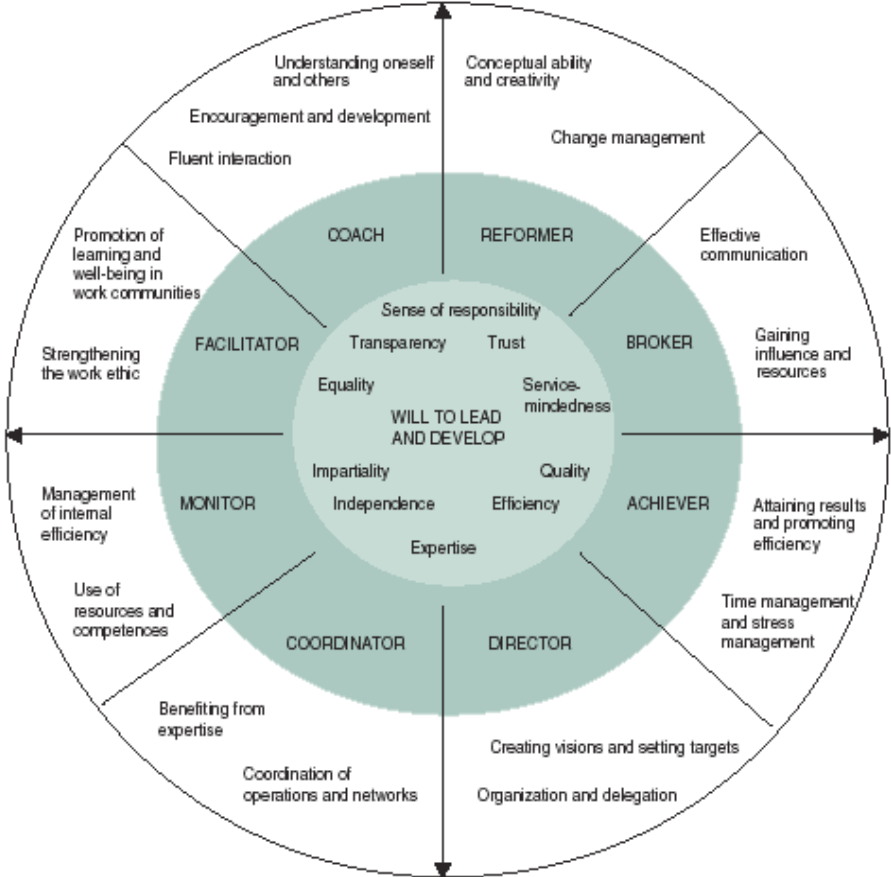 Understanding oneself
and others
Conceptual ability
and creativity
Encouragement and development
Change management
Fluent interaction
COACH
REFORMER
Promotion of
learning and
well-being in
work communities
Effective
communication
Sense of responsibility
Transparency
Trust
FACILITATOR
BROKER
Strengthening
the work ethic
Gaining
influence and
resources
Equality
Service-
mindedness
WILL TO LEAD
AND DEVELOP
Impartiality
Quality
Management
of internal
efficiency
MONITOR
Independence
Efficiency
ACHIEVER
Attaining results
and promoting
efficiency
Expertise
Use of
resources and
competences
Time management
and stress
management
COORDINATOR
DIRECTOR
Benefiting from
expertise
Creating visions and setting targets
Coordination of
operations and networks
Organization and delegation